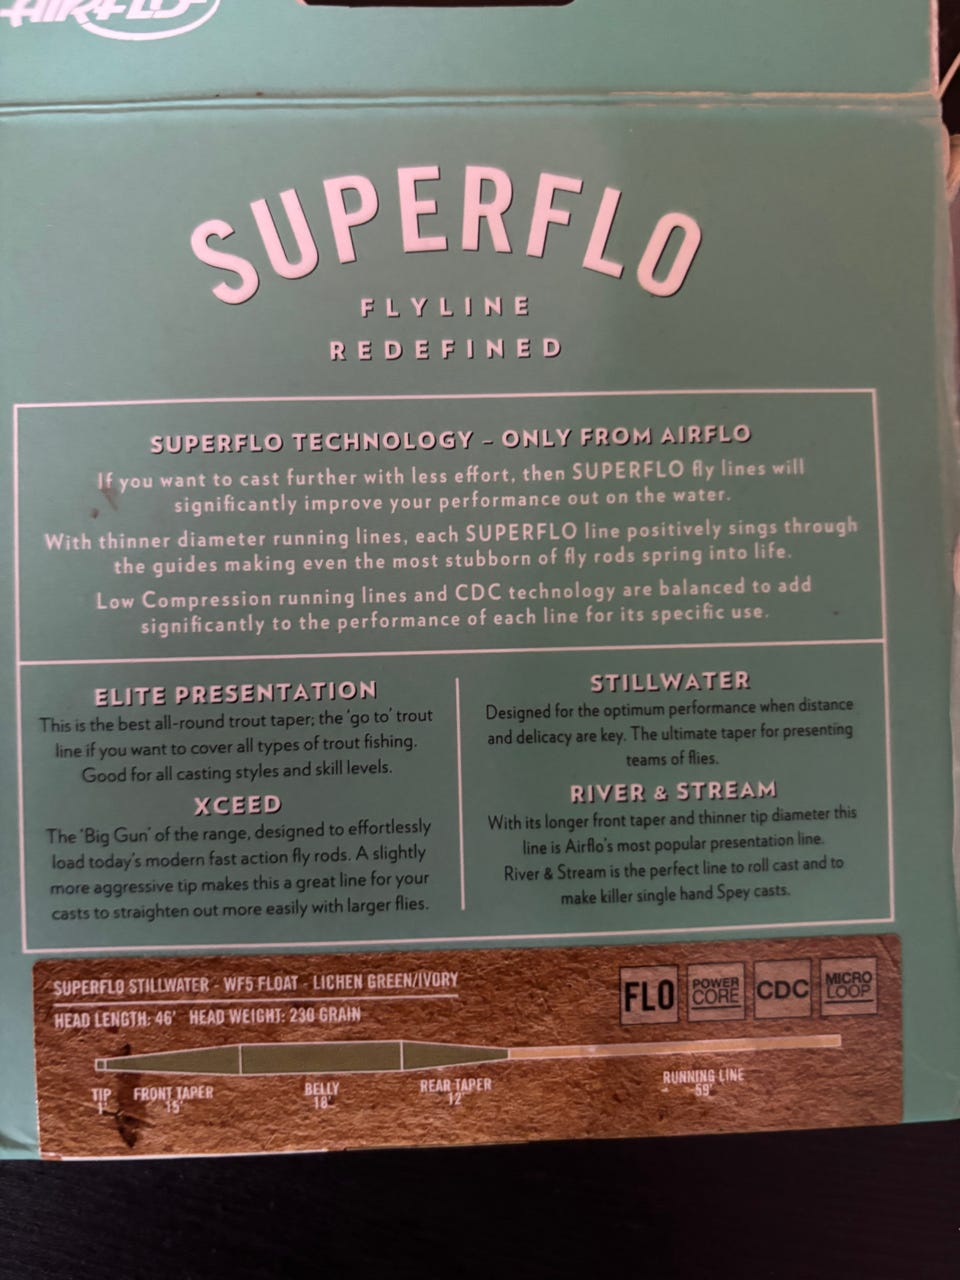 AIRFLO
SUPERFLO
FLYLINE
REDEFINED
SUPERFLO TECHNOLOGY – ONLY FROM AIRFLO
If you want to cast further with less effort, then SUPERFLO fly lines will
significantly improve your performance out on the water.
With thinner diameter running lines, each SUPERFLO line positively sings through
the guides making even the most stubborn of fly rods spring into life.
Low Compression running lines and CDC technology are balanced to add
significantly to the performance of each line for its specific use.
ELITE PRESENTATION
This is the best all-round trout taper; the 'go to' trout
line if you want to cover all types of trout fishing.
Good for all casting styles and skill levels.
XCEED
The 'Big Gun' of the range, designed to effortlessly
load today's modern fast action fly rods. A slightly
more aggressive tip makes this a great line for your
casts to straighten out more easily with larger flies.
STILLWATER
Designed for the optimum performance when distance
and delicacy are key. The ultimate taper for presenting
teams of flies.
RIVER & STREAM
With its longer front taper and thinner tip diameter this
line is Airflo's most popular presentation line.
River & Stream is the perfect line to roll cast and to
make killer single hand Spey casts.
SUPERFLO STILLWATER - WF5 FLOAT - LICHEN GREEN/IVORY
HEAD LENGTH: 46' HEAD WEIGHT: 230 GRAIN
FLO
POWER
CORE
CDC
MICRO
LOOP
TIP
1'
FRONT TAPER
15'
BELLY
18'
REAR TAPER
12'
RUNNING LINE
59'